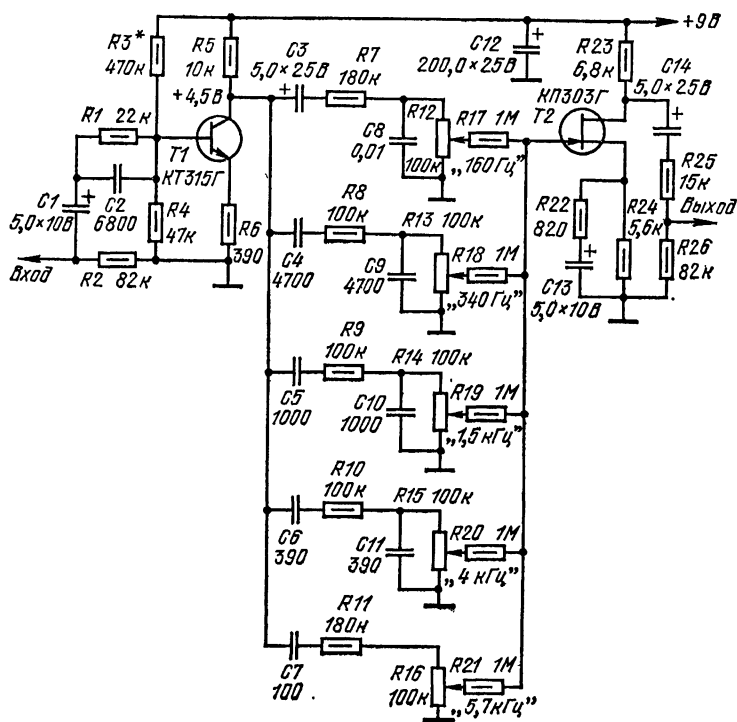 +9В
R3*
470к
R5
10к
+4,5В
C3
5,0×25В
R7
180к
C12
200,0×25В
R23
6,8к
C14
5,0×25В
R1 22к
T1
КТ315Г
C1
5,0×10В
C2
6800
R4
47к
R6
390
Вход
R2 82к
C8
0,01
R12
100к
R17 1М
„160Гц”
КП303Г
T2
R25
15к
Выход
R22
820
R24
5,6к
R26
82к
C13
5,0×10В
R8
100к
R13 100к
C4
4700
C9
4700
R18 1М
„340Гц”
R9
100к
R14 100к
C5
1000
C10
1000
R19 1М
„1,5кГц”
R10
100к
R15 100к
C6
390
C11
390
R20 1М
„4кГц”
R11
180к
C7
100
R16
100к
R21 1М
„5,7кГц”